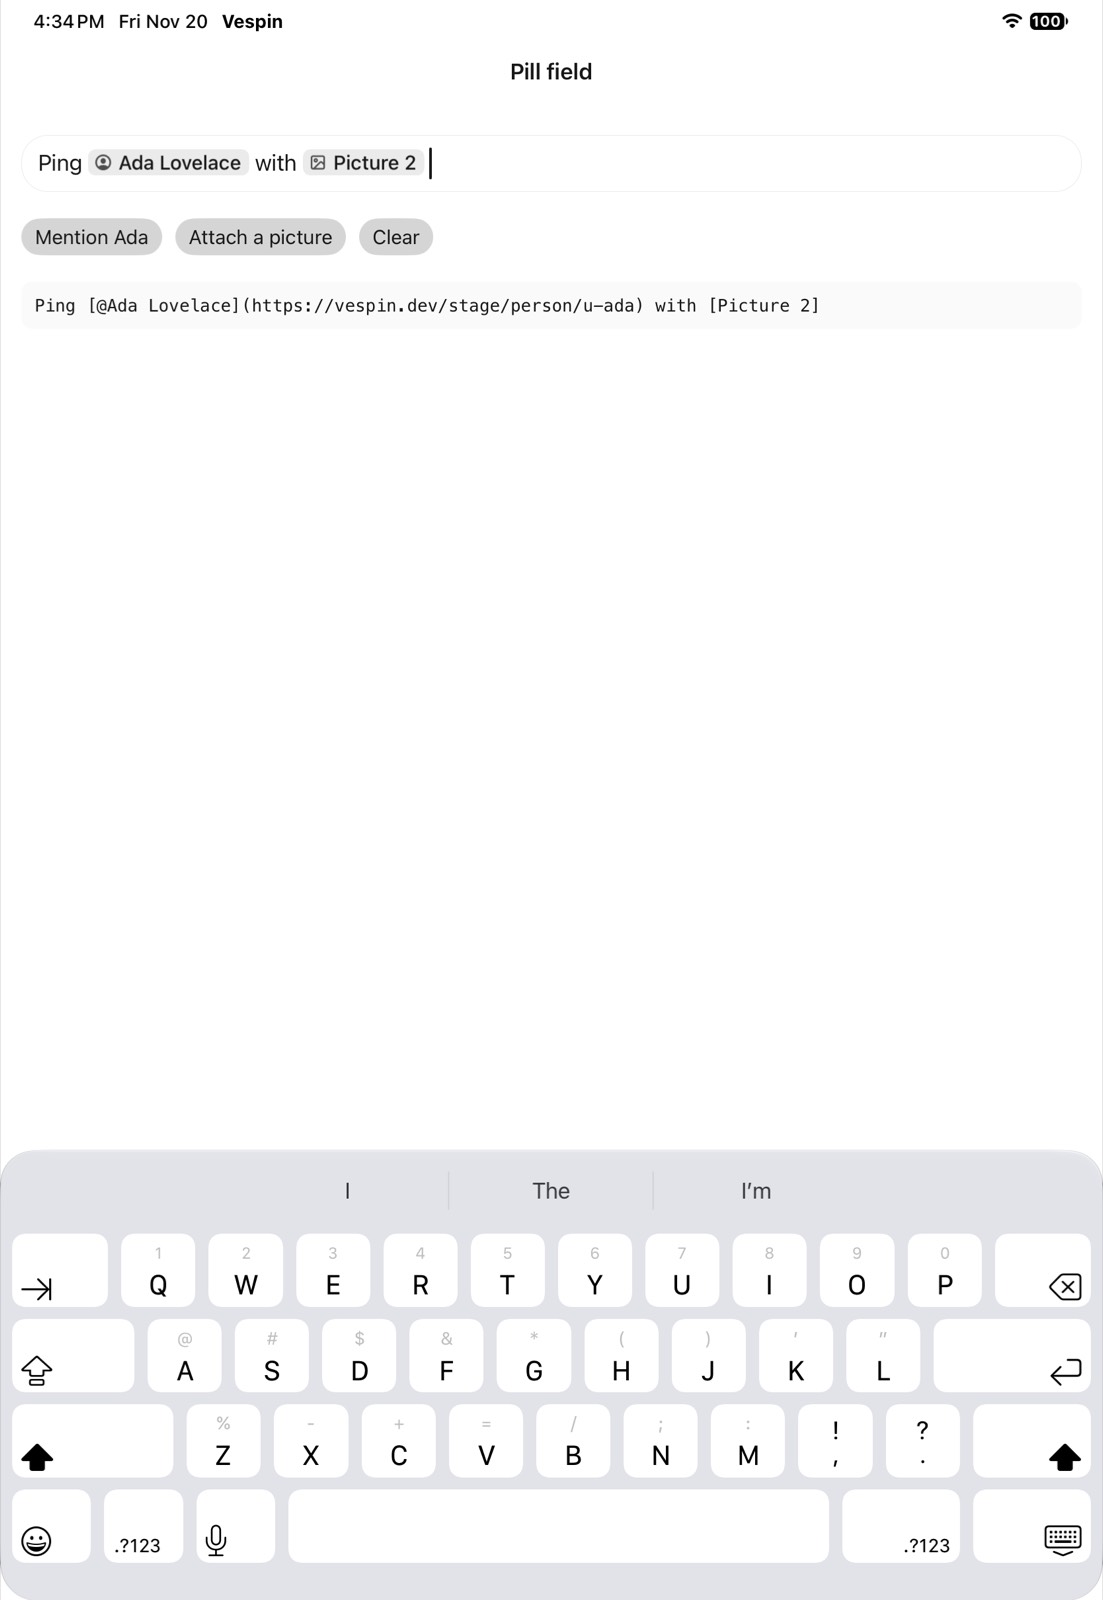 4:34 PM Fri Nov 20 Vespin 100
Pill field
Ping Ada Lovelace with Picture 2
Mention Ada Attach a picture Clear
Ping [@Ada Lovelace](https://vespin.dev/stage/person/u-ada) with [Picture 2]
I The I'm
1 2 3 4 5 6 7 8 9 0
Q W E R T Y U I O P
@ # $ & * ( ) ' "
A S D F G H J K L
% - + = / ; : ! ?
Z X C V B N M , .
.?123 .?123